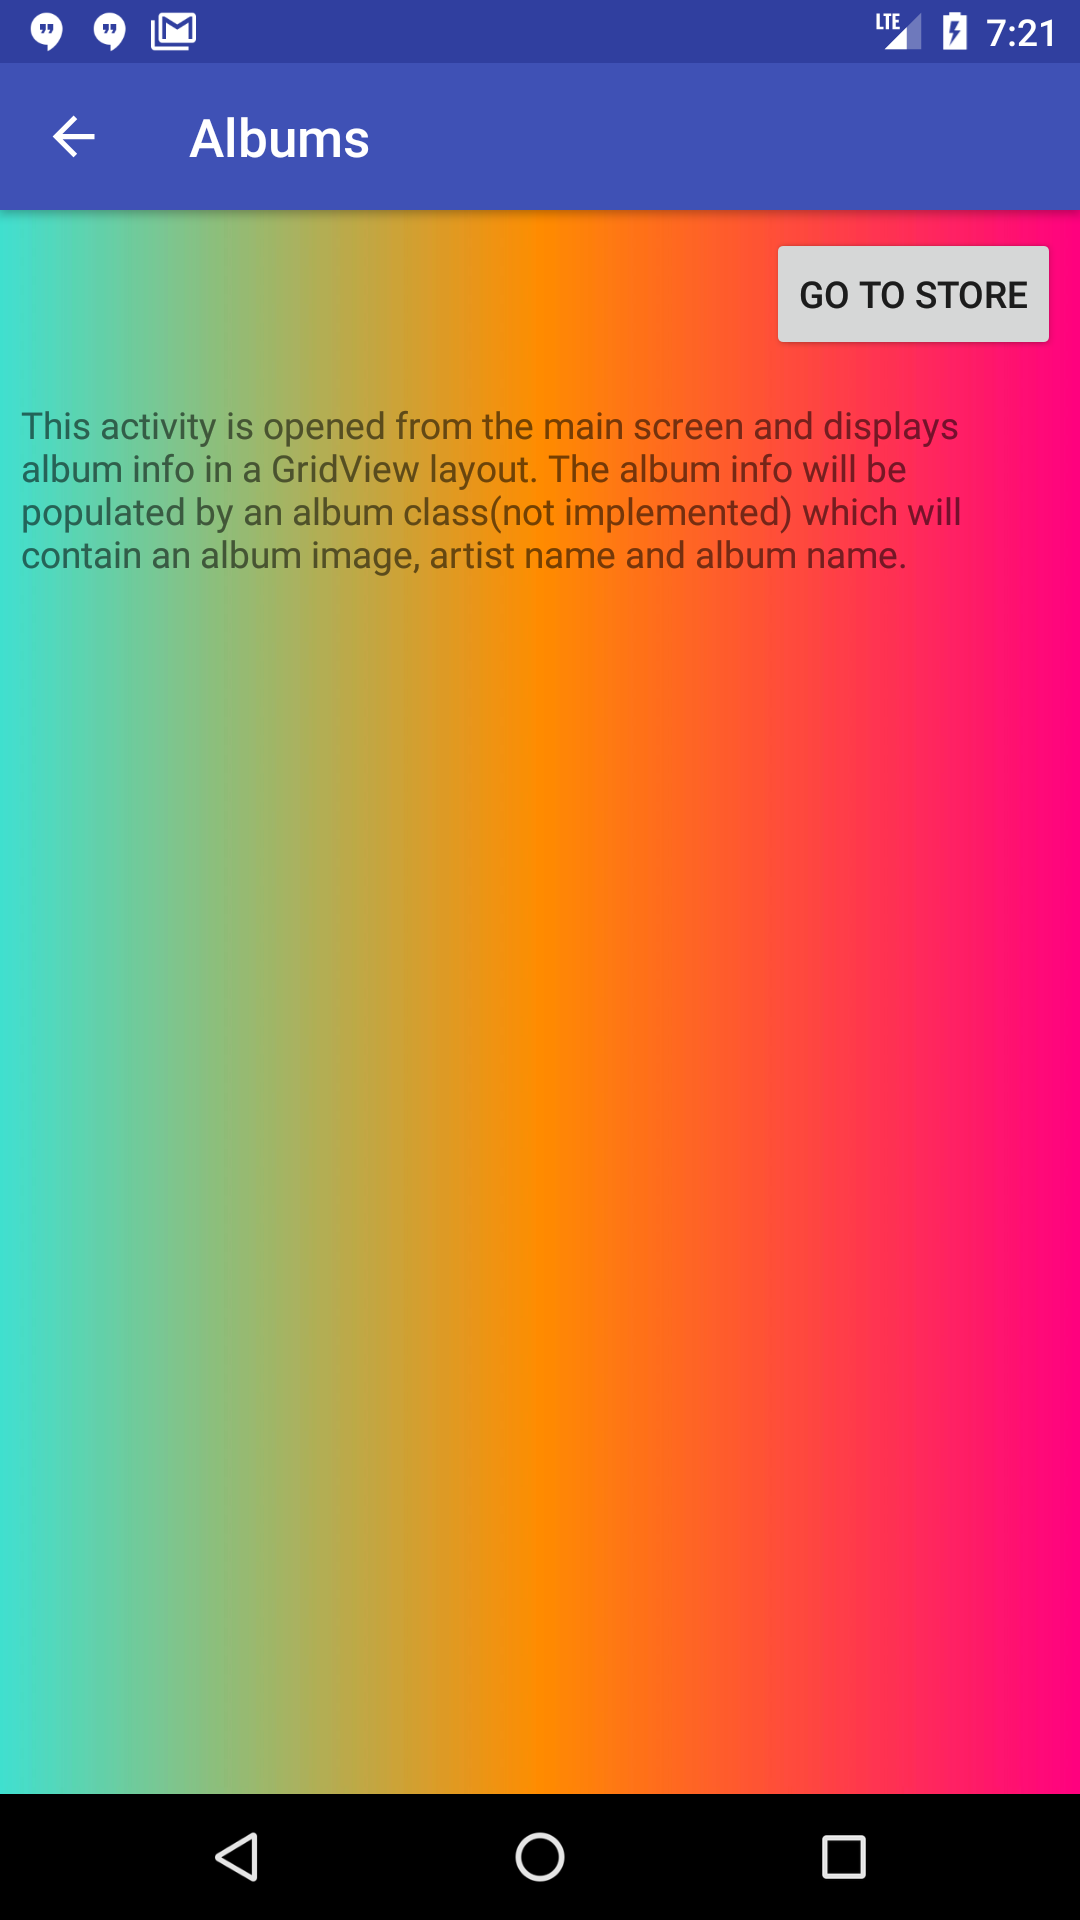 LTE 7:21
Albums
GO TO STORE
This activity is opened from the main screen and displays
album info in a GridView layout. The album info will be
populated by an album class(not implemented) which will
contain an album image, artist name and album name.